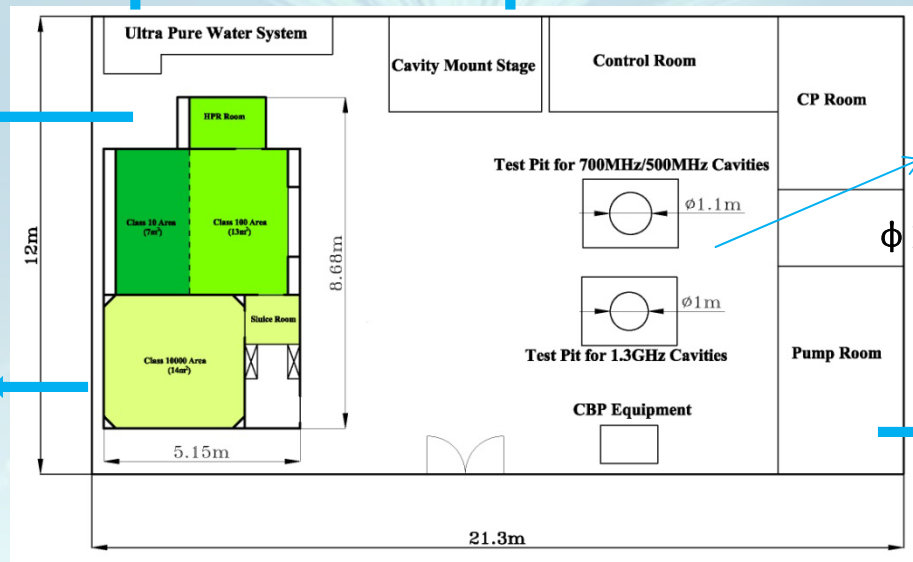 Ultra Pure Water System
Cavity Mount Stage
Control Room
CP Room
HPR Room
Test Pit for 700MHz/500MHz Cavities
ø1.1m
Class 10 Area
(7m²)
Class 100 Area
(13m²)
12m
8.68m
ϕ
ø1m
Sluice Room
Test Pit for 1.3GHz Cavities
Pump Room
Class 10000 Area
(14m²)
CBP Equipment
5.15m
21.3m